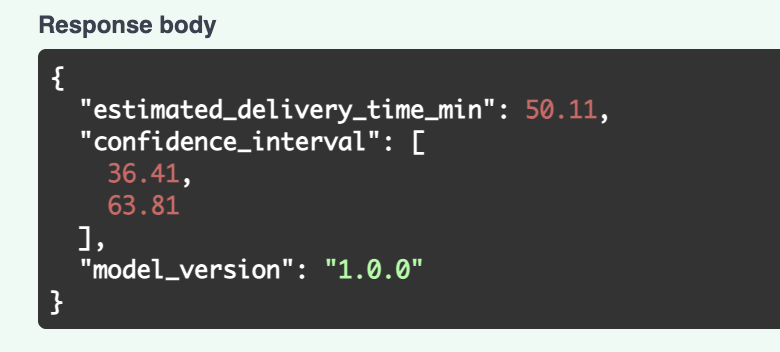 Response body
{
  "estimated_delivery_time_min": 50.11,
  "confidence_interval": [
    36.41,
    63.81
  ],
  "model_version": "1.0.0"
}